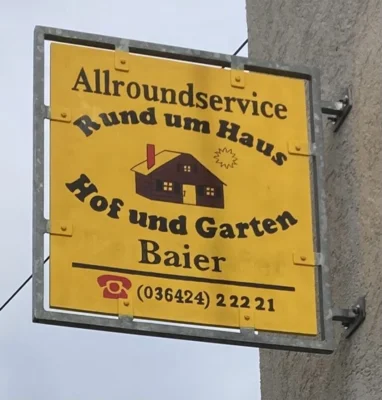 Allroundservice
Rund um Haus
Hof und Garten
Baier
(036424) 2 22 21